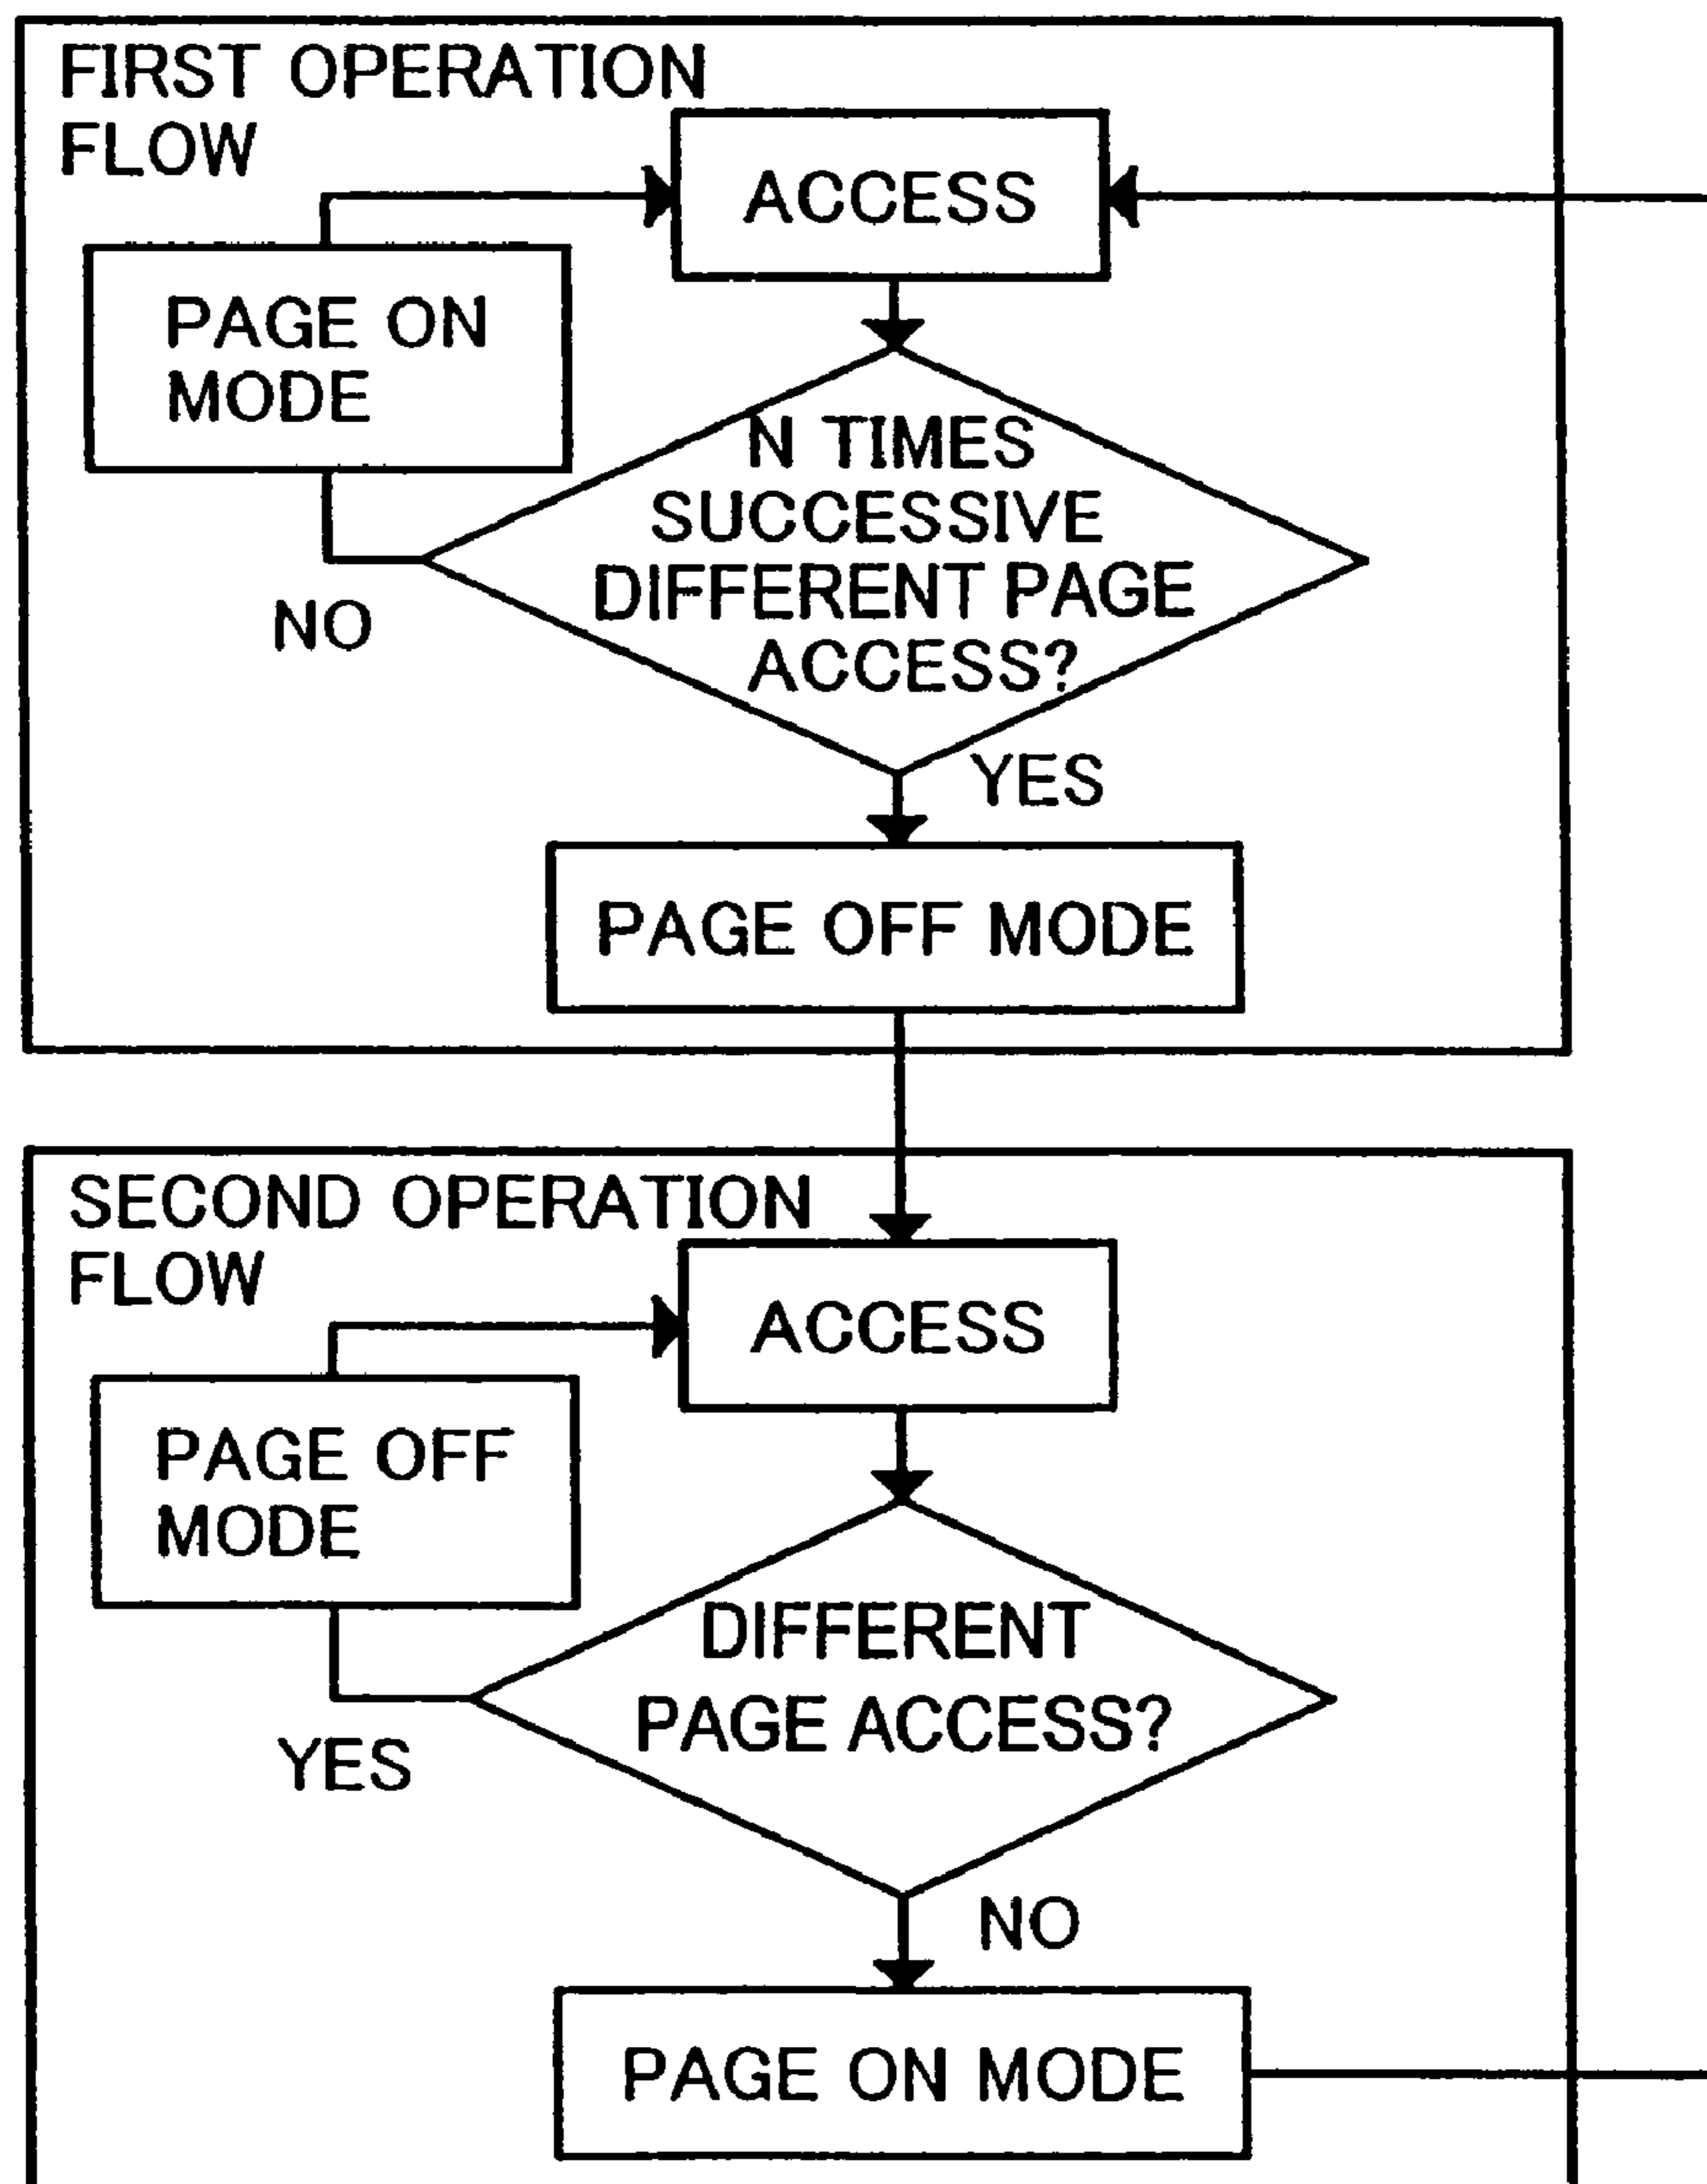 FIRST OPERATION
FLOW
ACCESS
PAGE ON
MODE
N TIMES
SUCCESSIVE
DIFFERENT PAGE
ACCESS?
NO
YES
PAGE OFF MODE
SECOND OPERATION
FLOW
ACCESS
PAGE OFF
MODE
DIFFERENT
PAGE ACCESS?
YES
NO
PAGE ON MODE